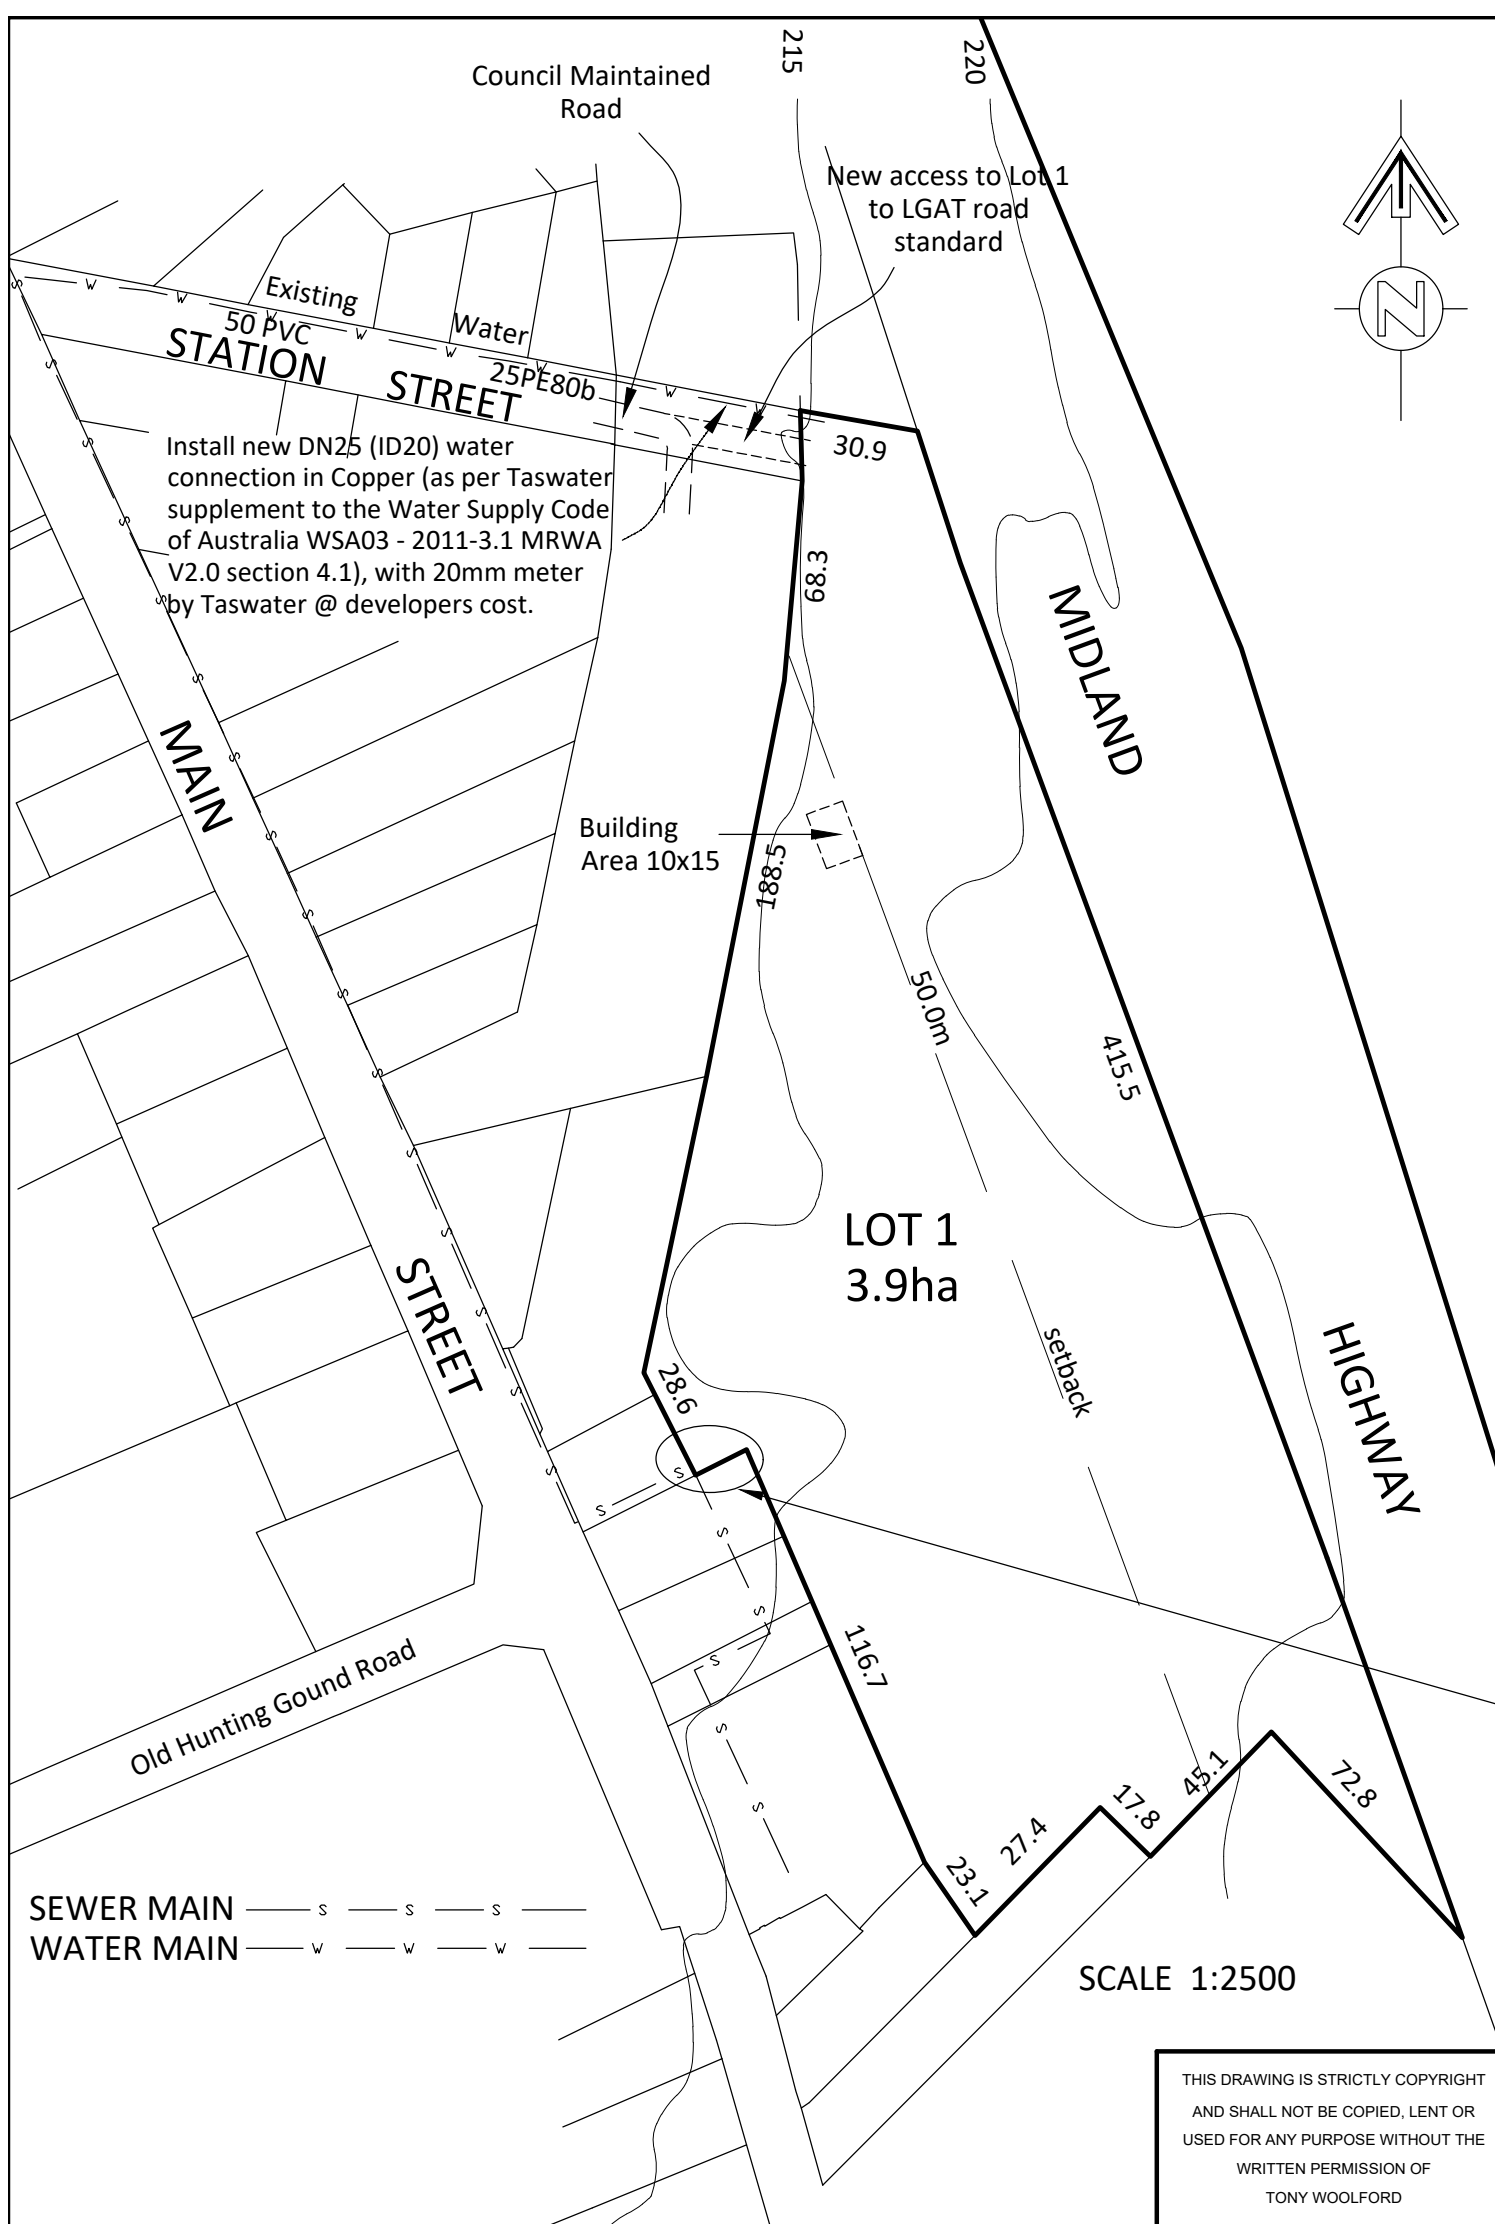 215
220
Council Maintained
Road
New access to Lot 1
to LGAT road
standard
N
Existing
50 PVC
Water
25PE80b
STATION STREET
30.9
Install new DN25 (ID20) water
connection in Copper (as per Taswater
supplement to the Water Supply Code
of Australia WSA03 - 2011-3.1 MRWA
V2.0 section 4.1), with 20mm meter
by Taswater @ developers cost.
68.3
MIDLAND
MAIN
Building
Area 10x15
188.5
50.0m
415.5
LOT 1
3.9ha
STREET
setback
HIGHWAY
28.6
116.7
Old Hunting Gound Road
45.1
72.8
17.8
27.4
23.1
SEWER MAIN S S S
WATER MAIN W W W
SCALE 1:2500
THIS DRAWING IS STRICTLY COPYRIGHT
AND SHALL NOT BE COPIED, LENT OR
USED FOR ANY PURPOSE WITHOUT THE
WRITTEN PERMISSION OF
TONY WOOLFORD